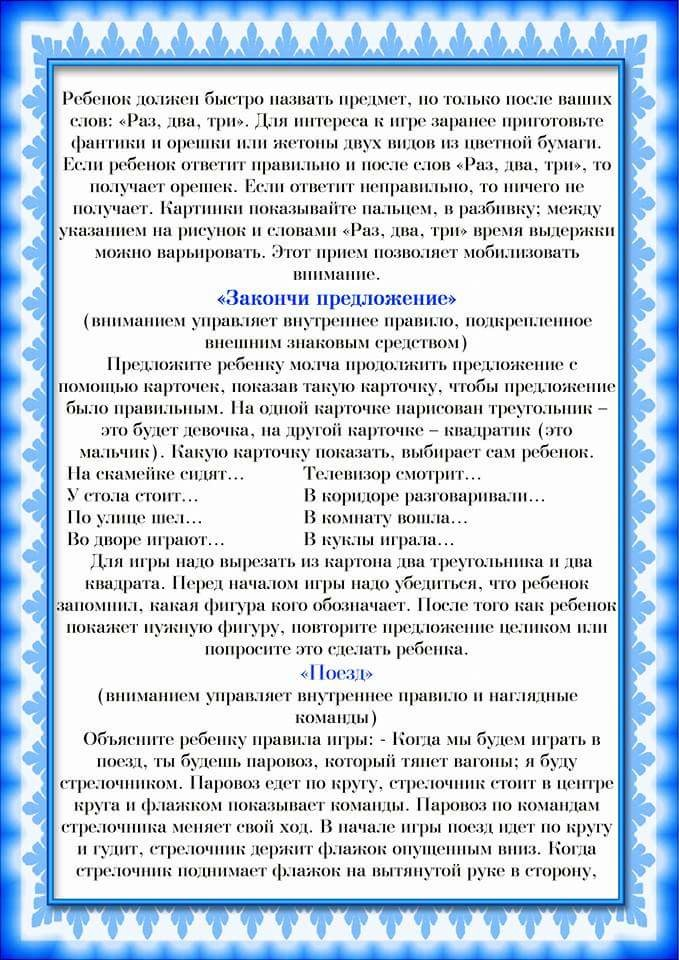 Ребенок должен быстро назвать предмет, но только после ваших
слов: «Раз, два, три». Для интереса к игре заранее приготовьте
фантики и орешки или жетоны двух видов из цветной бумаги.
Если ребенок ответит правильно и после слов «Раз, два, три», то
получает орешек. Если ответит неправильно, то ничего не
получает. Картинки показывайте пальцем, в разбивку; между
указанием на рисунок и словами «Раз, два, три» время выдержки
можно варьировать. Этот прием позволяет мобилизовать
внимание.
«Закончи предложение»
(вниманием управляет внутреннее правило, подкрепленное
внешним знаковым средством)
Предложите ребенку молча продолжить предложение с
помощью карточек, показав такую карточку, чтобы предложение
было правильным. На одной карточке нарисован треугольник –
это будет девочка, на другой карточке – квадратик (это
мальчик). Какую карточку показать, выбирает сам ребенок.
На скамейке сидят… Телевизор смотрит…
У стола стоит… В коридоре разговаривали…
По улице шел… В комнату вошла…
Во дворе играют… В куклы играла…
Для игры надо вырезать из картона два треугольника и два
квадрата. Перед началом игры надо убедиться, что ребенок
запомнил, какая фигура кого обозначает. После того как ребенок
покажет нужную фигуру, повторите предложение целиком или
попросите это сделать ребенка.
«Поезд»
(вниманием управляет внутреннее правило и наглядные
команды)
Объясните ребенку правила игры: - Когда мы будем играть в
поезд, ты будешь паровоз, который тянет вагоны; я буду
стрелочником. Паровоз едет по кругу, стрелочник стоит в центре
круга и флажком показывает команды. Паровоз по командам
стрелочника меняет свой ход. В начале игры поезд идет по кругу
и гудит, стрелочник держит флажок опущенным вниз. Когда
стрелочник поднимает флажок на вытянутой руке в сторону,